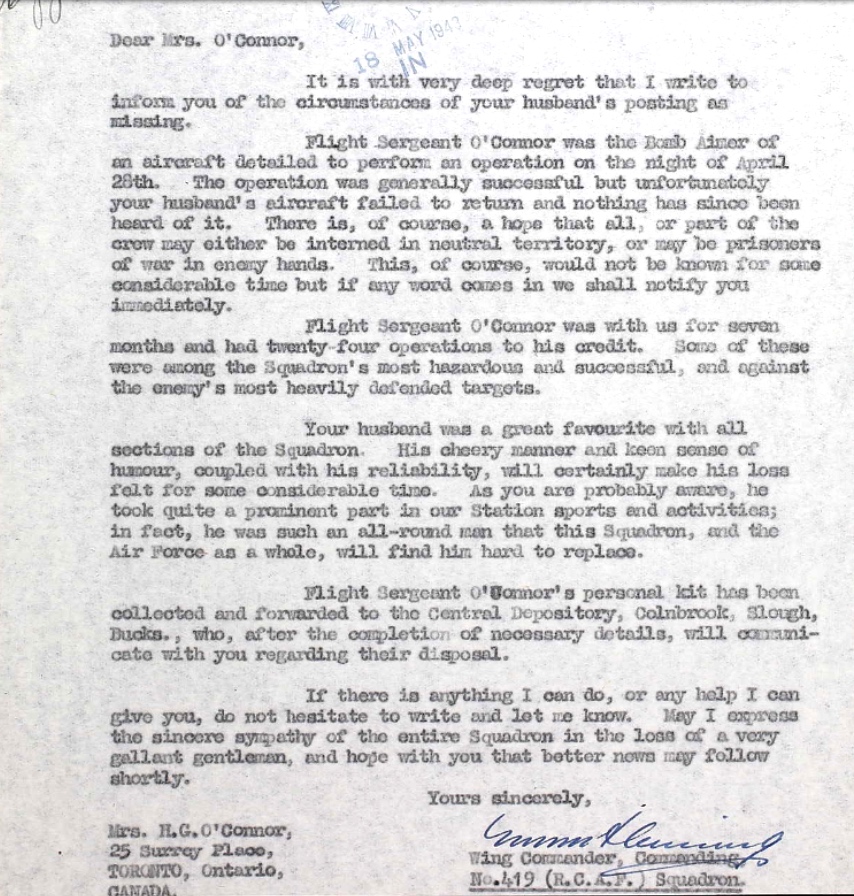 18 MAY 194
IN
Dear Mrs. O'Connor,
It is with very deep regret that I write to
inform you of the circumstances of your husband's posting as
missing.
Flight Sergeant O'Connor was the Bomb Aimer of
an aircraft detailed to perform an operation on the night of April
28th. The operation was generally successful but unfortunately
your husband's aircraft failed to return and nothing has since been
heard of it. There is, of course, a hope that all, or part of the
crew may either be interned in neutral territory, or may be prisoners
of war in enemy hands. This, of course, would not be known for some
considerable time but if any word comes in we shall notify you
immediately.
Flight Sergeant O'Connor was with us for seven
months and had twenty-four operations to his credit. Some of these
were among the Squadron's most hazardous and successful, and against
the enemy's most heavily defended targets.
Your husband was a great favourite with all
sections of the Squadron. His cheery manner and keen sense of
humour, coupled with his reliability, will certainly make his loss
felt for some considerable time. As you are probably aware, he
took quite a prominent part in our Station sports and activities;
in fact, he was such an all-round man that this Squadron, and the
Air Force as a whole, will find him hard to replace.
Flight Sergeant O'Connor's personal kit has been
collected and forwarded to the Central Depository, Colnbrook, Slough,
Bucks., who, after the completion of necessary details, will communi-
cate with you regarding their disposal.
If there is anything I can do, or any help I can
give you, do not hesitate to write and let me know. May I express
the sincere sympathy of the entire Squadron in the loss of a very
gallant gentleman, and hope with you that better news may follow
shortly.
Yours sincerely,
Mrs. H.G.O'Connor,
25 Surrey Place,
TORONTO, Ontario,
CANADA.
Wing Commander, Commanding,
No.419 (R.C.A.F.) Squadron.